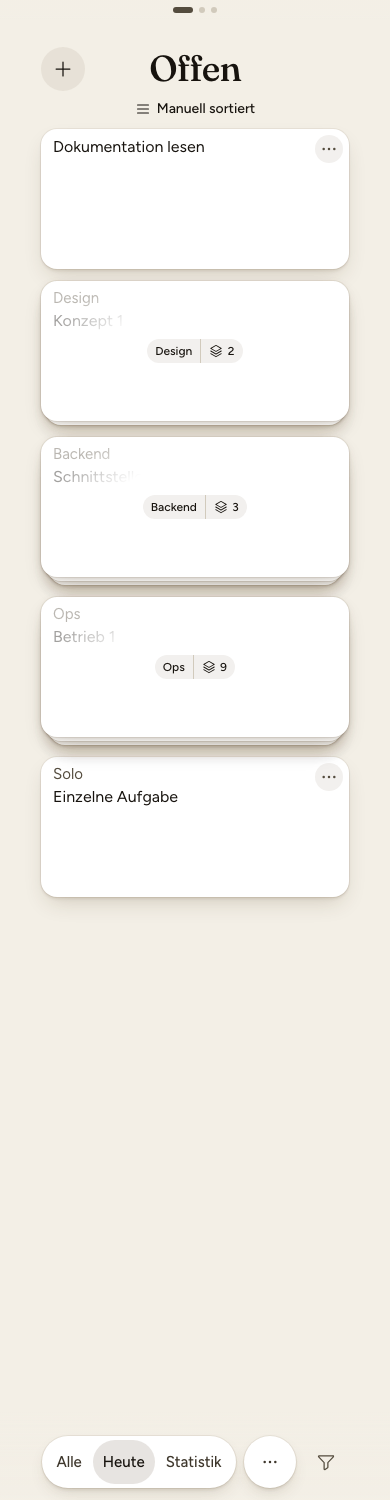 Offen
Manuell sortiert
Dokumentation lesen
Design
Konzept 1
Design 2
Backend
Schnittstell
Backend 3
Ops
Betrieb 1
Ops 9
Solo
Einzelne Aufgabe
Alle Heute Statistik